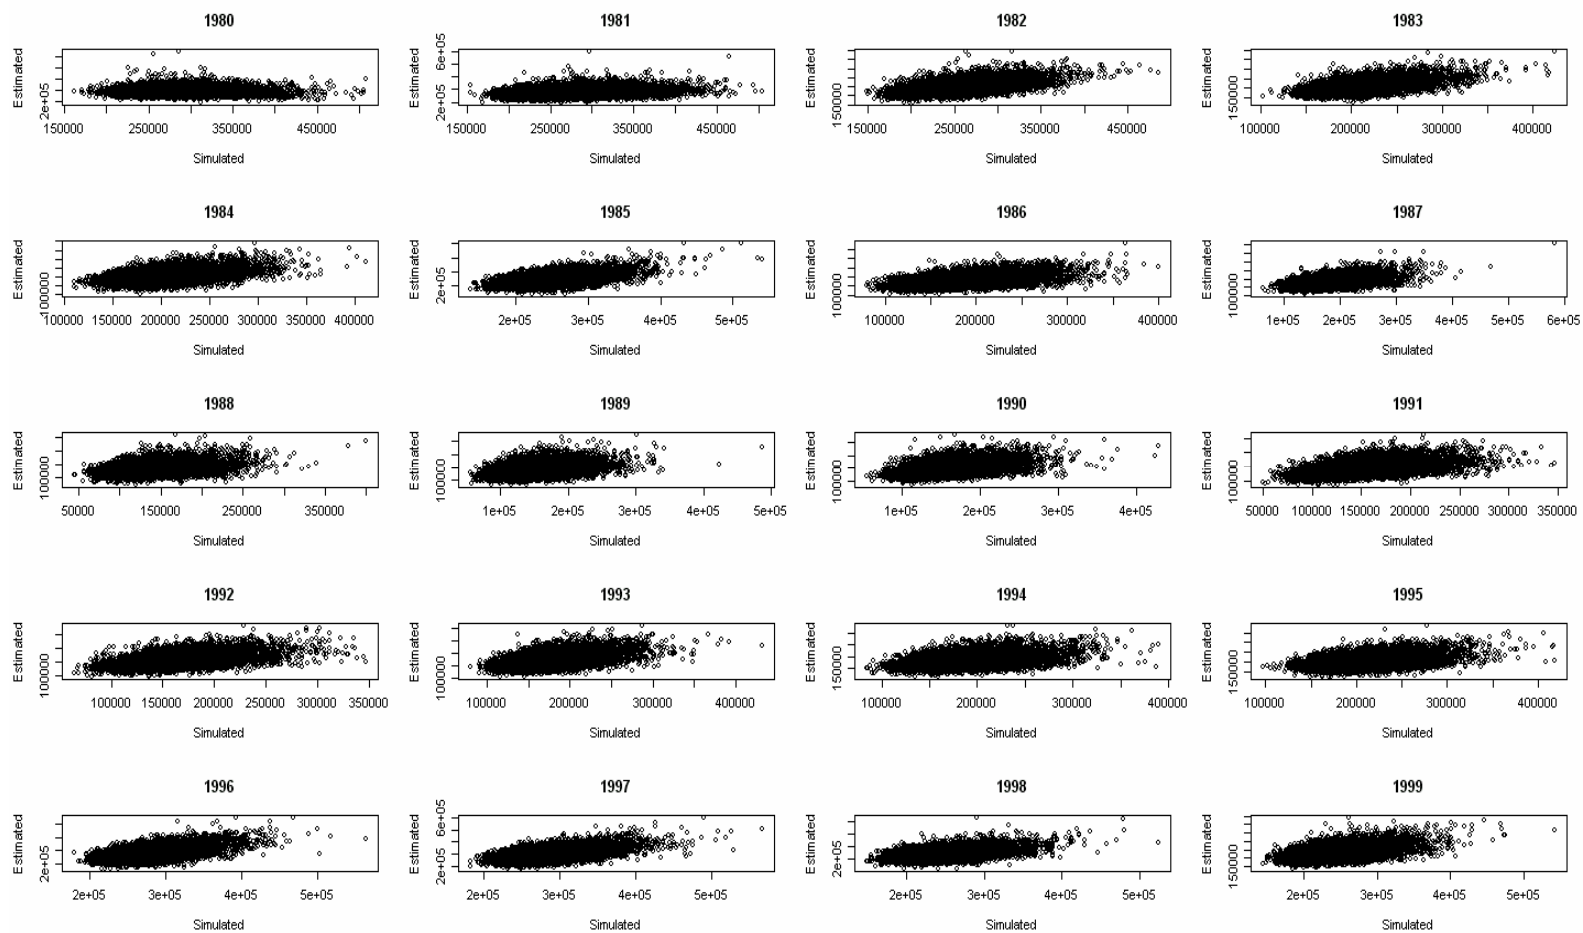 1980 1981 1982 1983
Estimated 2e+05 Estimated 2e+05 6e+05 Estimated 150000 Estimated 150000
150000 250000 350000 450000 150000 250000 350000 450000 150000 250000 350000 450000 100000 200000 300000 400000
Simulated Simulated Simulated Simulated
1984 1985 1986 1987
Estimated 100000 Estimated 2e+05 Estimated 100000 Estimated 100000
100000 150000 200000 250000 300000 350000 400000 2e+05 3e+05 4e+05 5e+05 100000 200000 300000 400000 1e+05 2e+05 3e+05 4e+05 5e+05 6e+05
Simulated Simulated Simulated Simulated
1988 1989 1990 1991
Estimated 100000 Estimated 100000 Estimated 100000 Estimated 100000
50000 150000 250000 350000 1e+05 2e+05 3e+05 4e+05 5e+05 1e+05 2e+05 3e+05 4e+05 50000 100000 150000 200000 250000 300000 350000
Simulated Simulated Simulated Simulated
1992 1993 1994 1995
Estimated 100000 Estimated 100000 Estimated 150000 Estimated 150000
100000 150000 200000 250000 300000 350000 100000 200000 300000 400000 100000 200000 300000 400000 100000 200000 300000 400000
Simulated Simulated Simulated Simulated
1996 1997 1998 1999
Estimated 2e+05 Estimated 2e+05 6e+05 Estimated 2e+05 Estimated 150000
2e+05 3e+05 4e+05 5e+05 2e+05 3e+05 4e+05 5e+05 2e+05 3e+05 4e+05 5e+05 2e+05 3e+05 4e+05 5e+05
Simulated Simulated Simulated Simulated